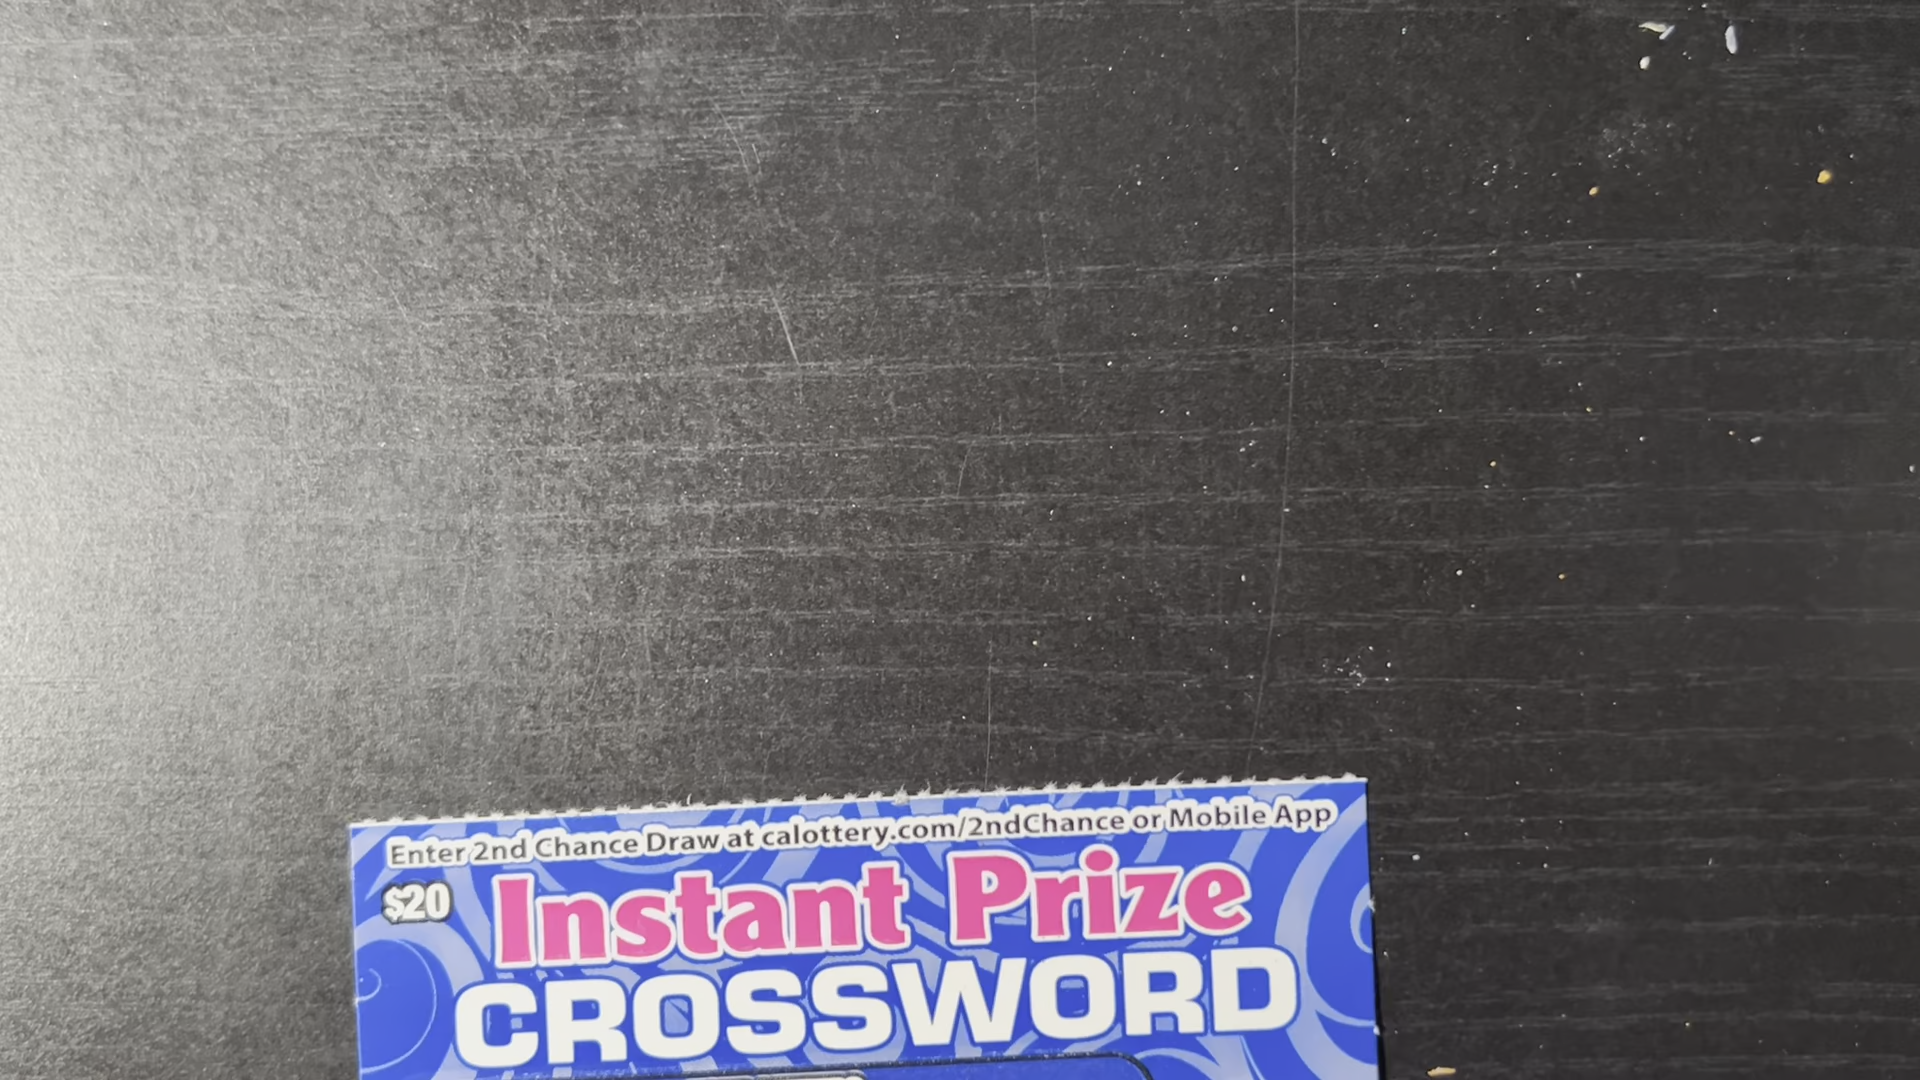 Enter 2nd Chance Draw at calottery.com/2ndChance or Mobile App
$20
Instant Prize
CROSSWORD